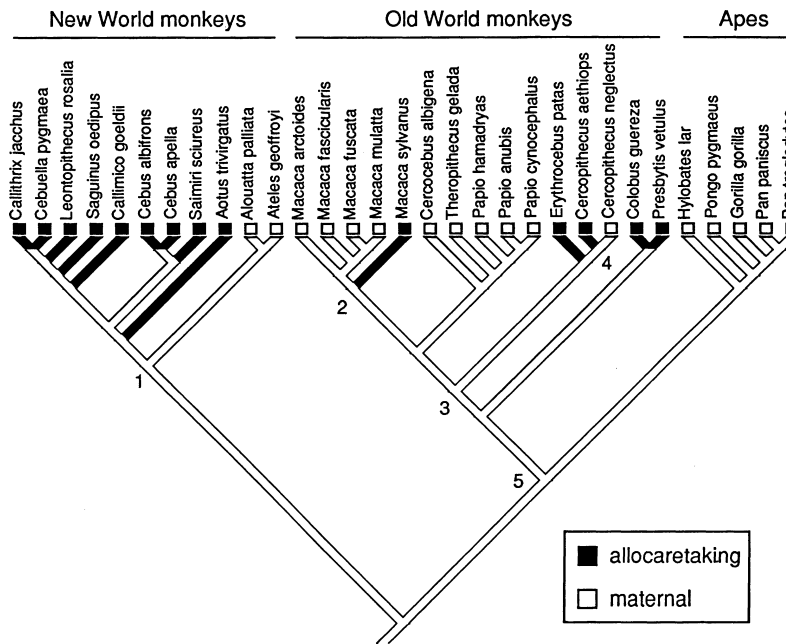 New World monkeys
Old World monkeys
Apes
Callithrix jacchus
Cebuella pygmaea
Leontopithecus rosalia
Saguinus oedipus
Callimico goeldii
Cebus albifrons
Cebus apella
Saimiri sciureus
Aotus trivirgatus
Alouatta palliata
Ateles geoffroyi
Macaca arctoides
Macaca fascicularis
Macaca fuscata
Macaca mulatta
Macaca sylvanus
Cercocebus albigena
Theropithecus gelada
Papio hamadryas
Papio anubis
Papio cynocephalus
Erythrocebus patas
Cercopithecus aethiops
Cercopithecus neglectus
Colobus guereza
Presbytis vetulus
Hylobates lar
Pongo pygmaeus
Gorilla gorilla
Pan paniscus
4
2
1
3
5
allocaretaking
maternal